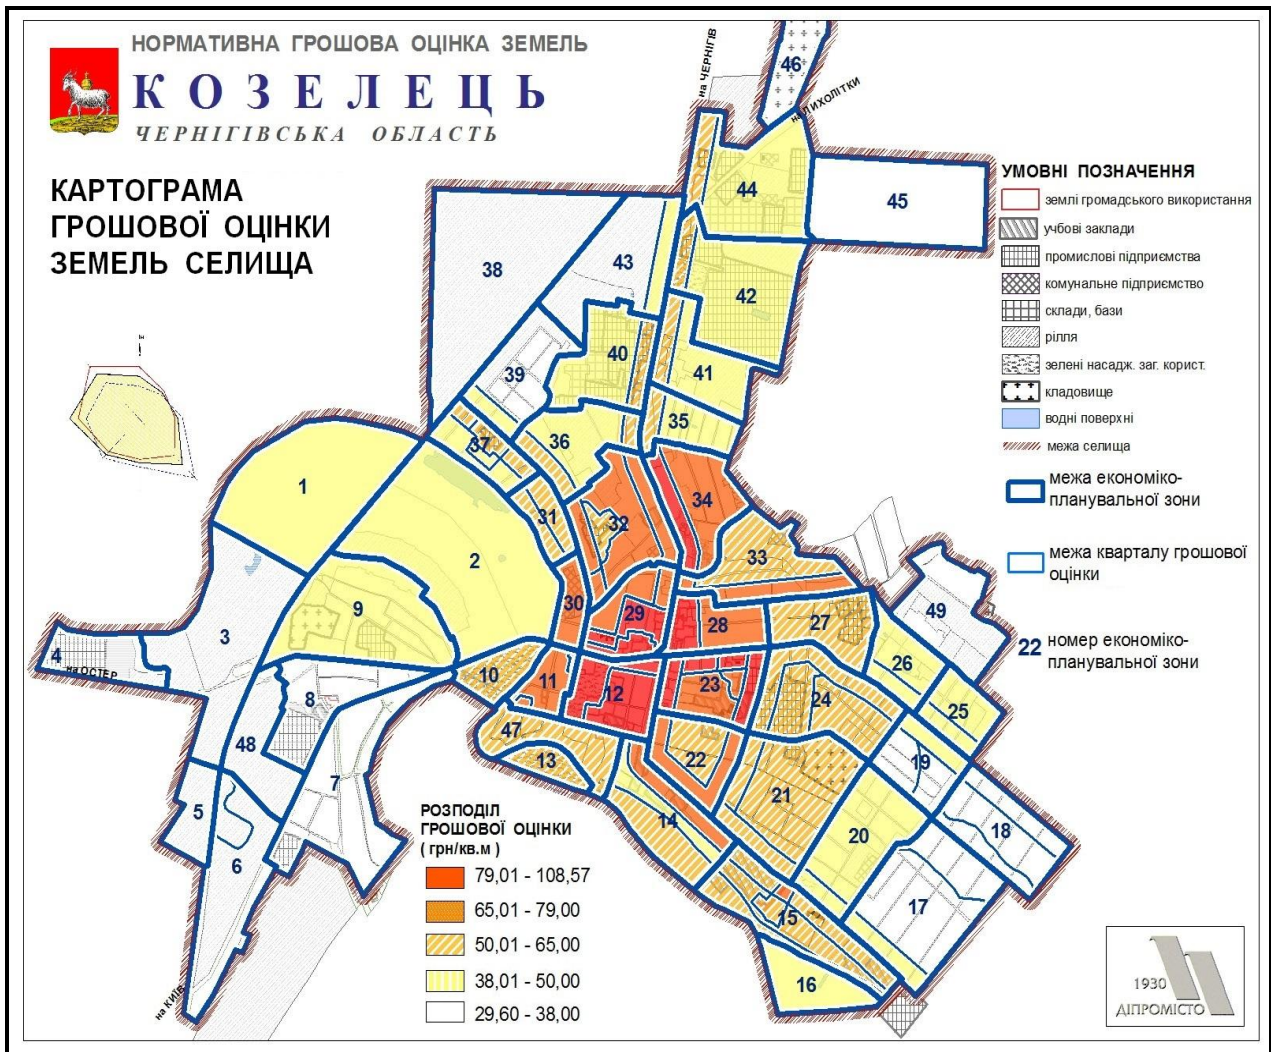 НОРМАТИВНА ГРОШОВА ОЦІНКА ЗЕМЕЛЬ
КОЗЕЛЕЦЬ
ЧЕРНІГІВСЬКА ОБЛАСТЬ
КАРТОГРАМА
ГРОШОВОЇ ОЦІНКИ
ЗЕМЕЛЬ СЕЛИЩА
на ЧЕРНІГІВ
46
на ЛИХОЛІТКИ
44
45
38
43
42
40
39
41
35
36
37
1
31
32
34
33
2
9
30
29
28
27
49
3
4
на ОСТЕР
10
11
12
23
24
26
25
8
48
47
13
22
21
19
7
5
6
14
20
18
15
17
16
на КИЇВ
УМОВНІ ПОЗНАЧЕННЯ
землі громадського використання
учбові заклади
промислові підприємства
комунальне підприємство
склади, бази
рілля
зелені насадж. заг. корист.
кладовище
водні поверхні
межа селища
межа економіко-
планувальної зони
межа кварталу грошової
оцінки
22 номер економіко-
планувальної зони
РОЗПОДІЛ
ГРОШОВОЇ ОЦІНКИ
( грн/кв.м )
79,01 - 108,57
65,01 - 79,00
50,01 - 65,00
38,01 - 50,00
29,60 - 38,00
1930
ДІПРОМІСТО